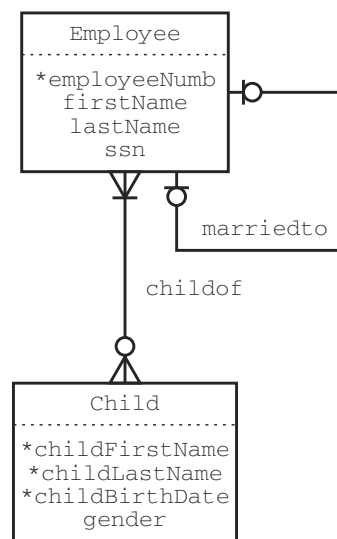 Employee
*employeeNumb
firstName
lastName
ssn
marriedto
childof
Child
*childFirstName
*childLastName
*childBirthDate
gender